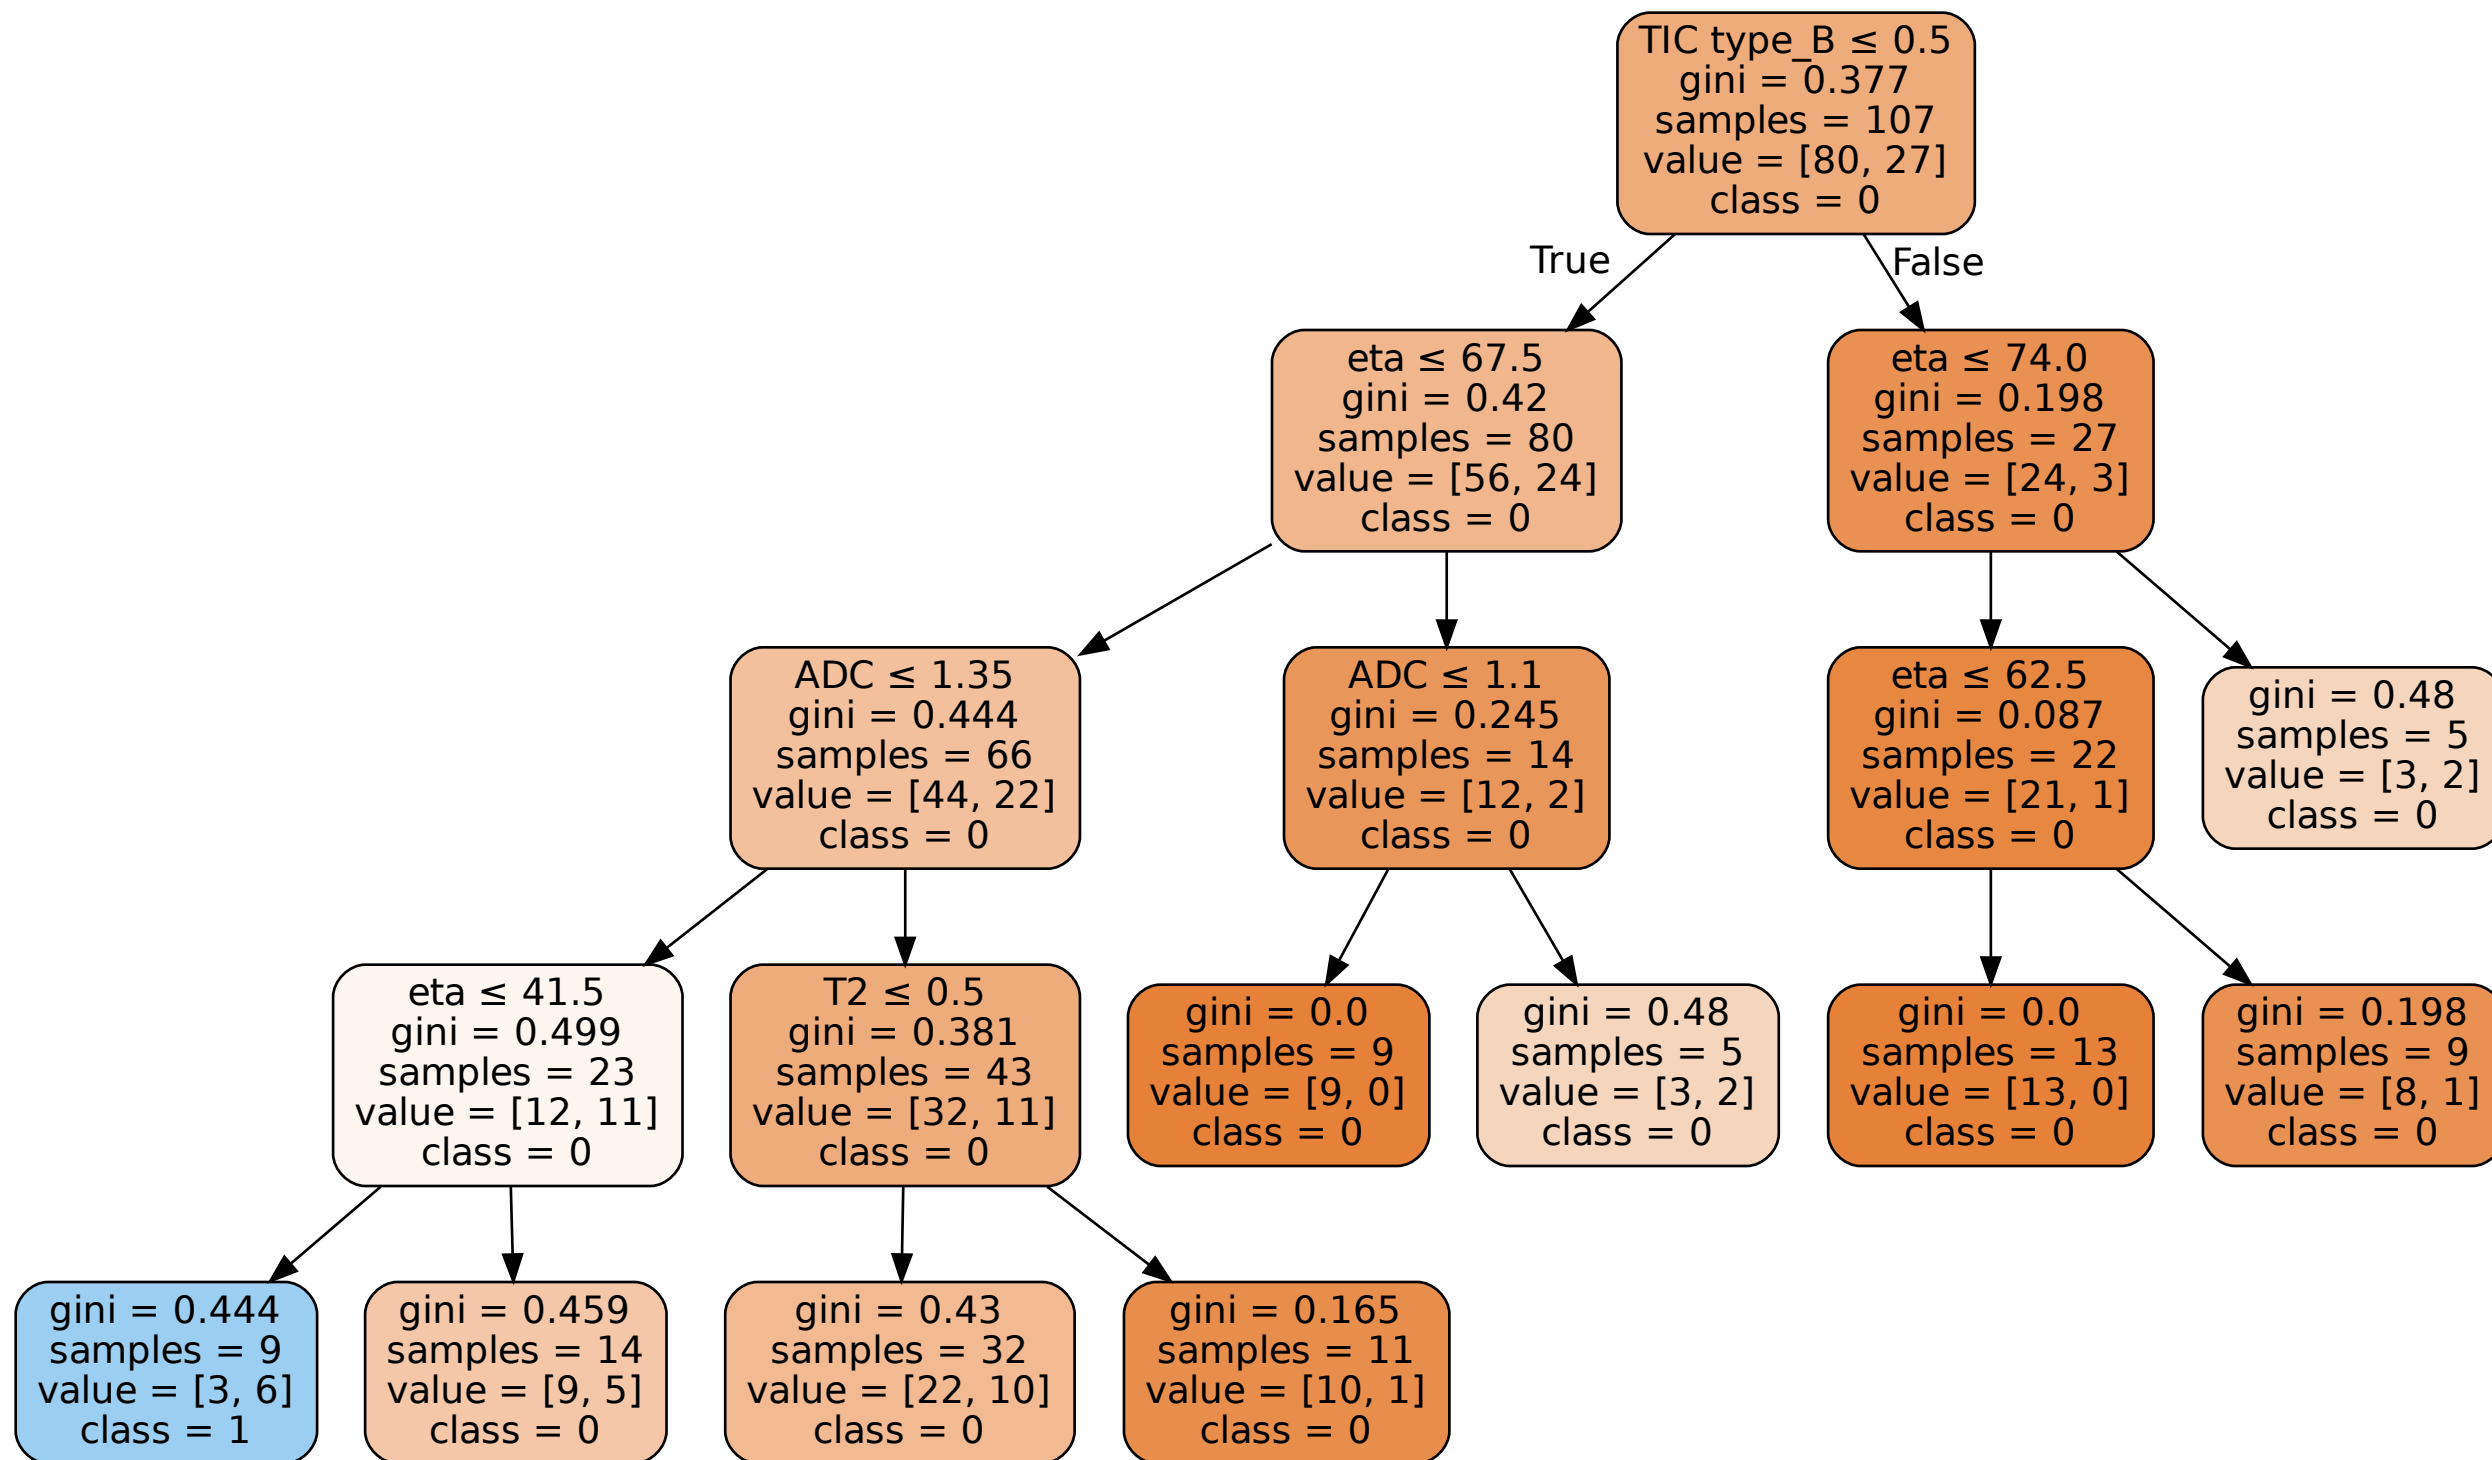 TIC type_B ≤ 0.5
gini = 0.377
samples = 107
value = [80, 27]
class = 0
True
False
eta ≤ 67.5
gini = 0.42
samples = 80
value = [56, 24]
class = 0
eta ≤ 74.0
gini = 0.198
samples = 27
value = [24, 3]
class = 0
ADC ≤ 1.35
gini = 0.444
samples = 66
value = [44, 22]
class = 0
ADC ≤ 1.1
gini = 0.245
samples = 14
value = [12, 2]
class = 0
eta ≤ 62.5
gini = 0.087
samples = 22
value = [21, 1]
class = 0
gini = 0.48
samples = 5
value = [3, 2]
class = 0
eta ≤ 41.5
gini = 0.499
samples = 23
value = [12, 11]
class = 0
T2 ≤ 0.5
gini = 0.381
samples = 43
value = [32, 11]
class = 0
gini = 0.0
samples = 9
value = [9, 0]
class = 0
gini = 0.48
samples = 5
value = [3, 2]
class = 0
gini = 0.0
samples = 13
value = [13, 0]
class = 0
gini = 0.198
samples = 9
value = [8, 1]
class = 0
gini = 0.444
samples = 9
value = [3, 6]
class = 1
gini = 0.459
samples = 14
value = [9, 5]
class = 0
gini = 0.43
samples = 32
value = [22, 10]
class = 0
gini = 0.165
samples = 11
value = [10, 1]
class = 0